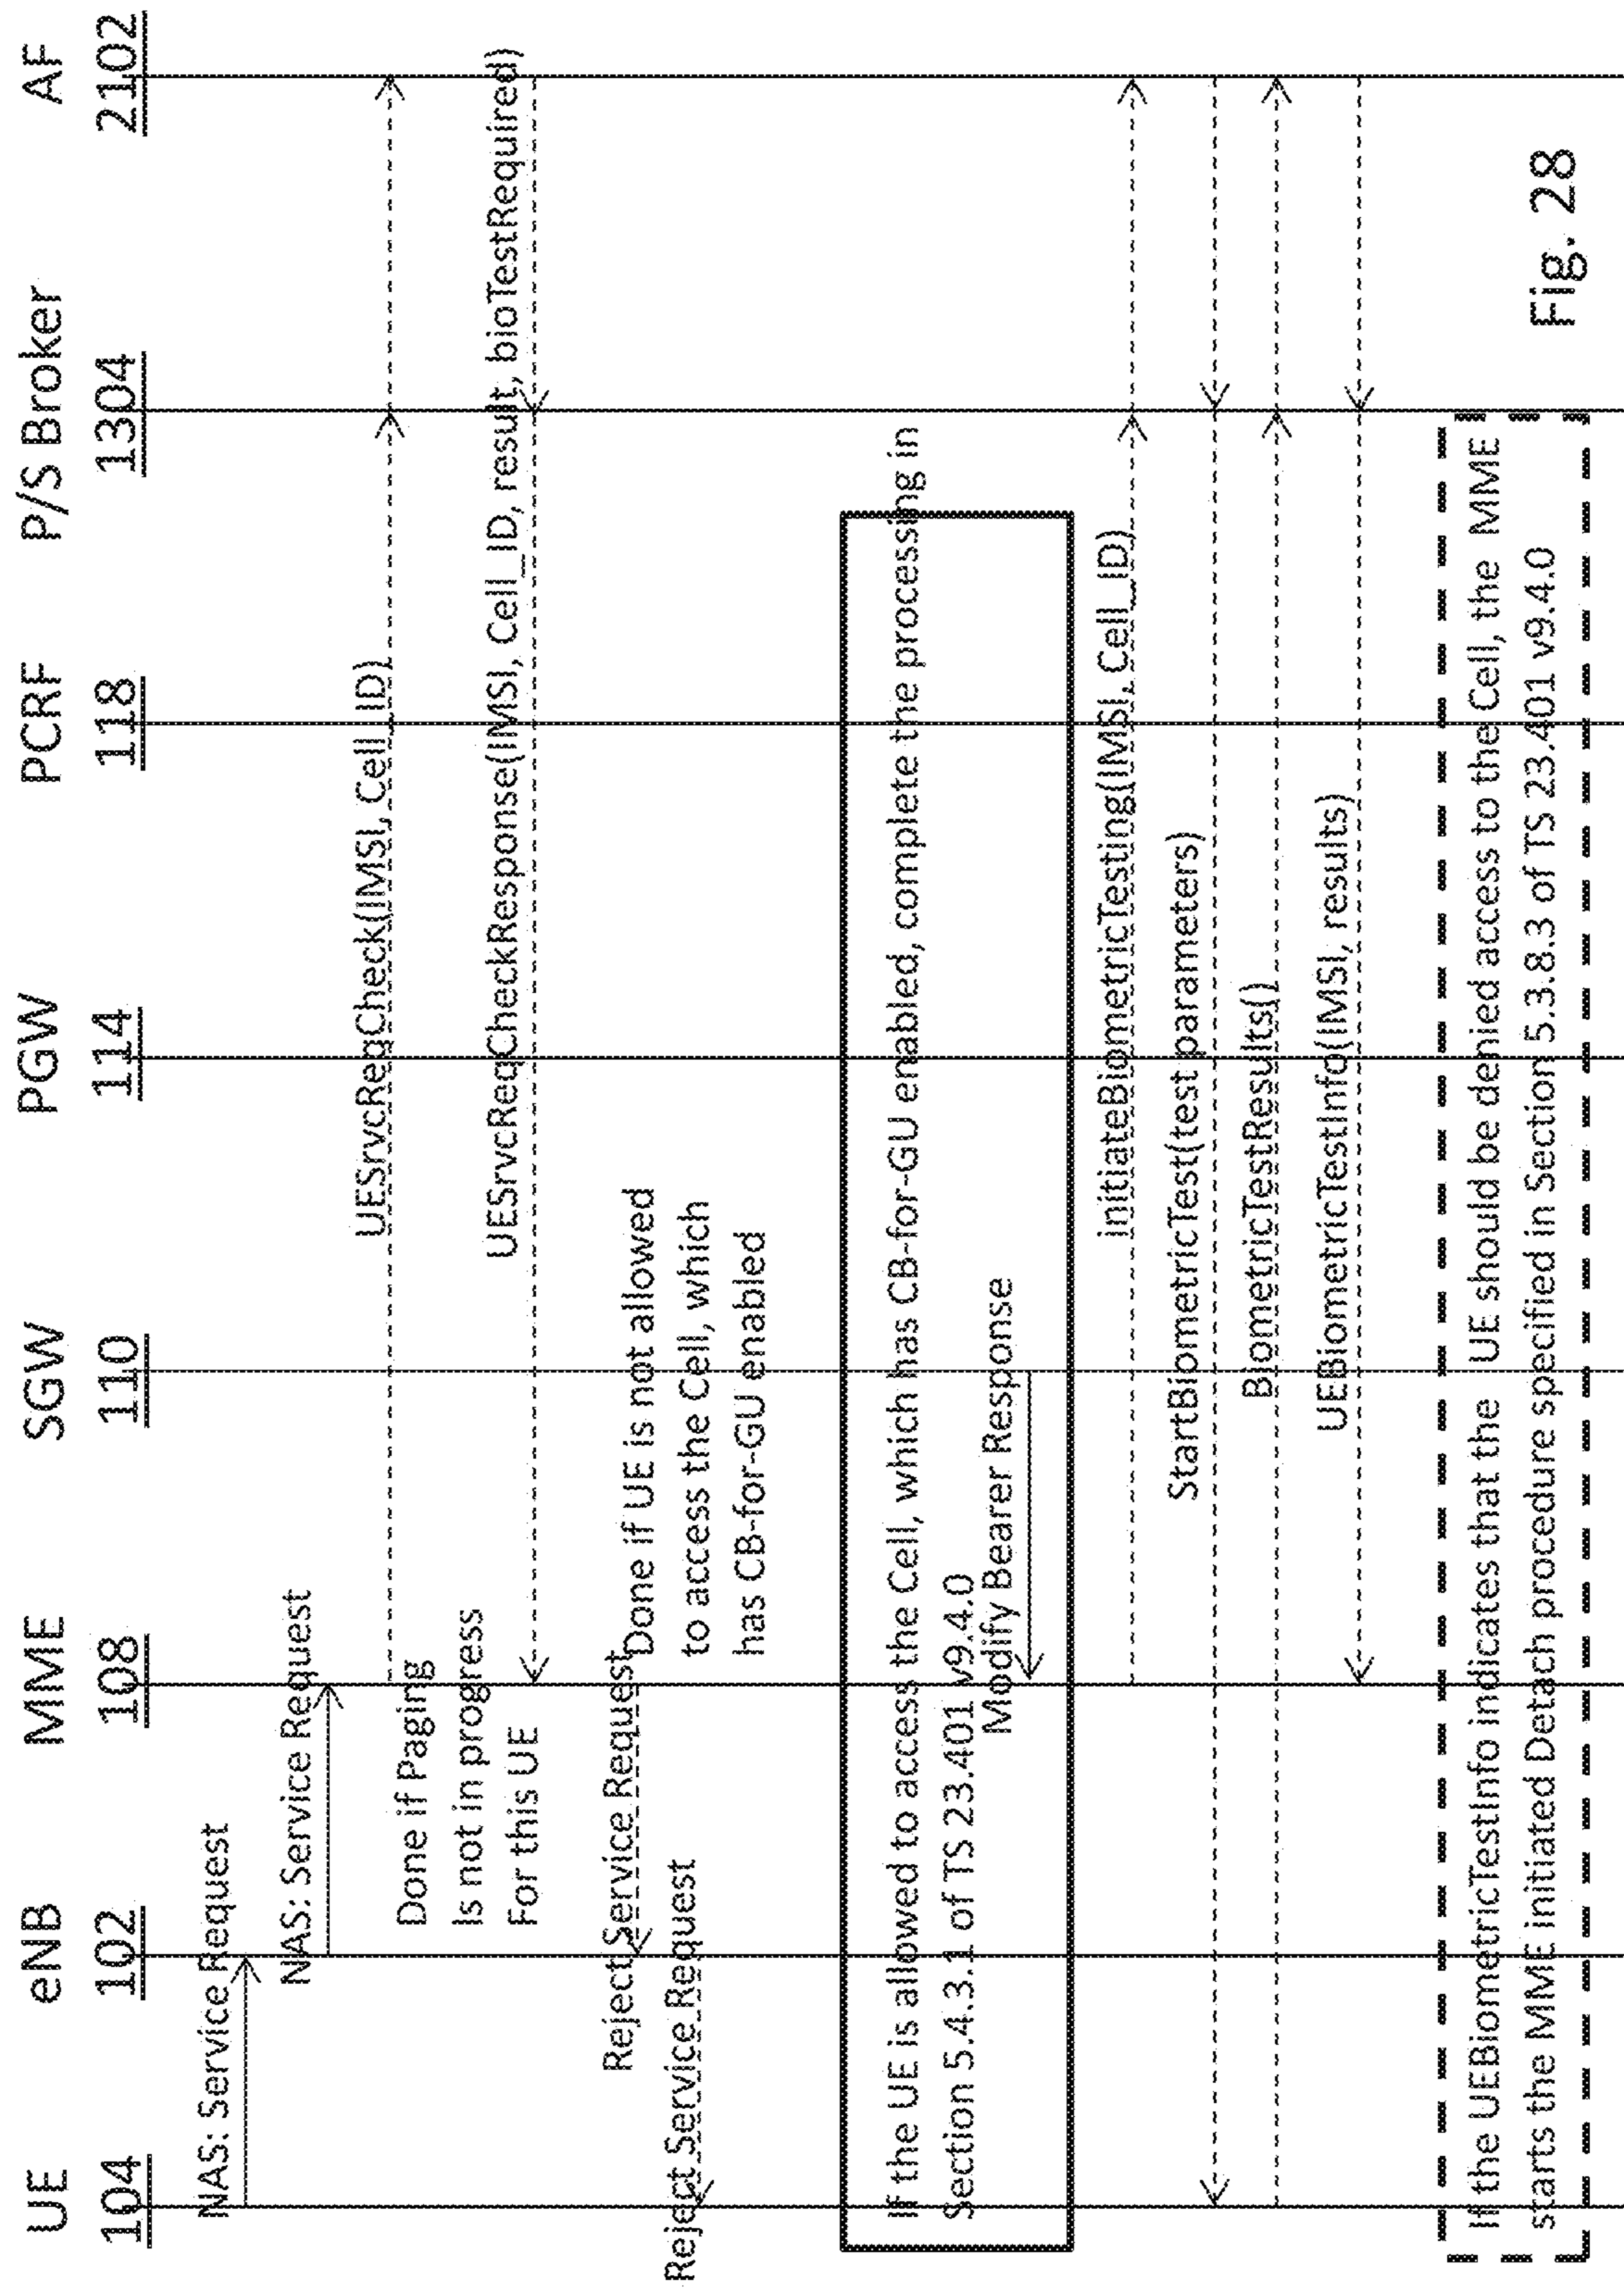 UE
104
eNB
102
MME
108
SGW
110
PGW
114
PCRF
118
P/S Broker
1304
AF
2102
NAS: Service Request
NAS: Service Request
UESrvcReqCheck(IMSI, Cell_ID)
Done if Paging
Is not in progress
For this UE
UESrvcReqCheckResponse(IMSI, Cell_ID, result, bioTestRequired)
Reject Service Request
Done if UE is not allowed
to access the Cell, which
has CB-for-GU enabled
Reject Service Request
If the UE is allowed to access the Cell, which has CB-for-GU enabled, complete the processing in
Section 5.4.3.1 of TS 23.401 v9.4.0
Modify Bearer Response
InitiateBiometricTesting(IMSI, Cell_ID)
StartBiometricTest(test parameters)
BiometricTestResults()
UEBiometricTestInfo(IMSI, results)
If the UEBiometricTestInfo indicates that the UE should be denied access to the Cell, the MME
starts the MME initiated Detach procedure specified in Section 5.3.8.3 of TS 23.401 v9.4.0
Fig. 28